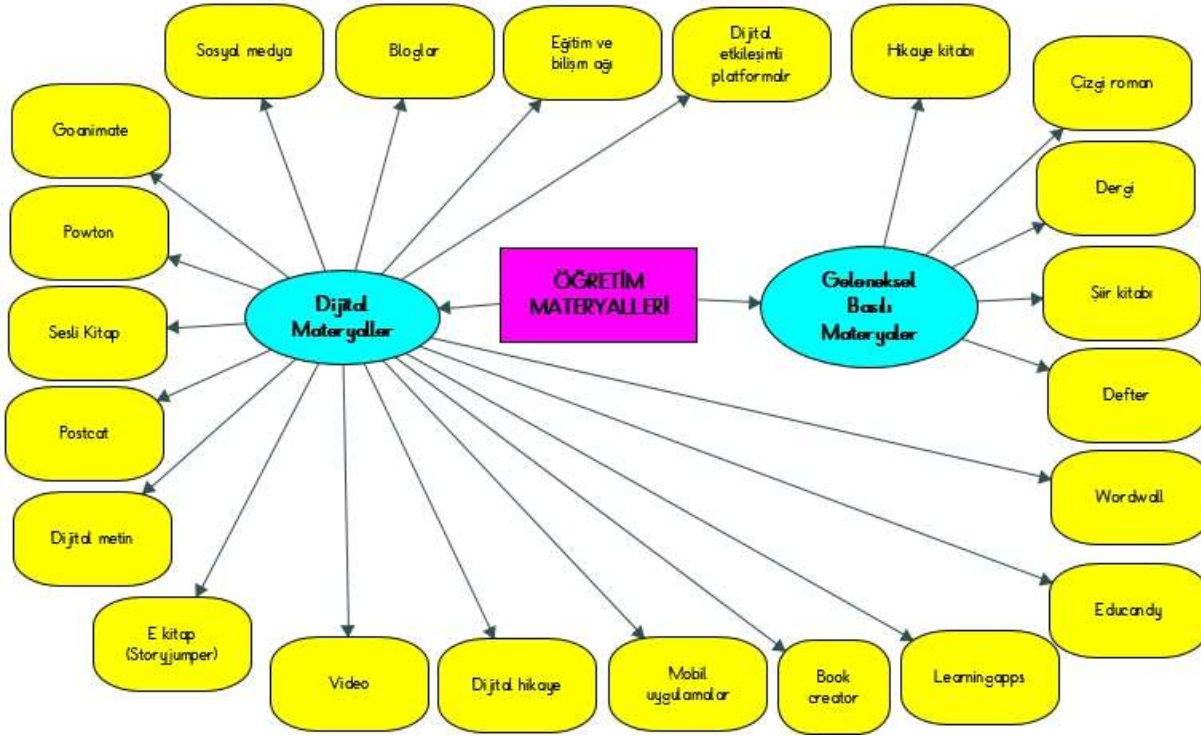 Sosyal medya
Bloglar
Eğitim ve
bilişim ağı
Dijital
etkileşimli
platformalr
Hikaye kitabı
Çizgi roman
Goanimate
Dergi
Powton
ÖĞRETİM
MATERYALLERİ
Dijital
Materyaller
Geleneksel
Basılı
Materyaler
Şiir kitabı
Sesli Kitap
Defter
Postcat
Wordwall
Dijital metin
Educandy
E kitap
(Storyjumper)
Video
Dijital hikaye
Mobil
uygulamalar
Book
creator
Learningapps